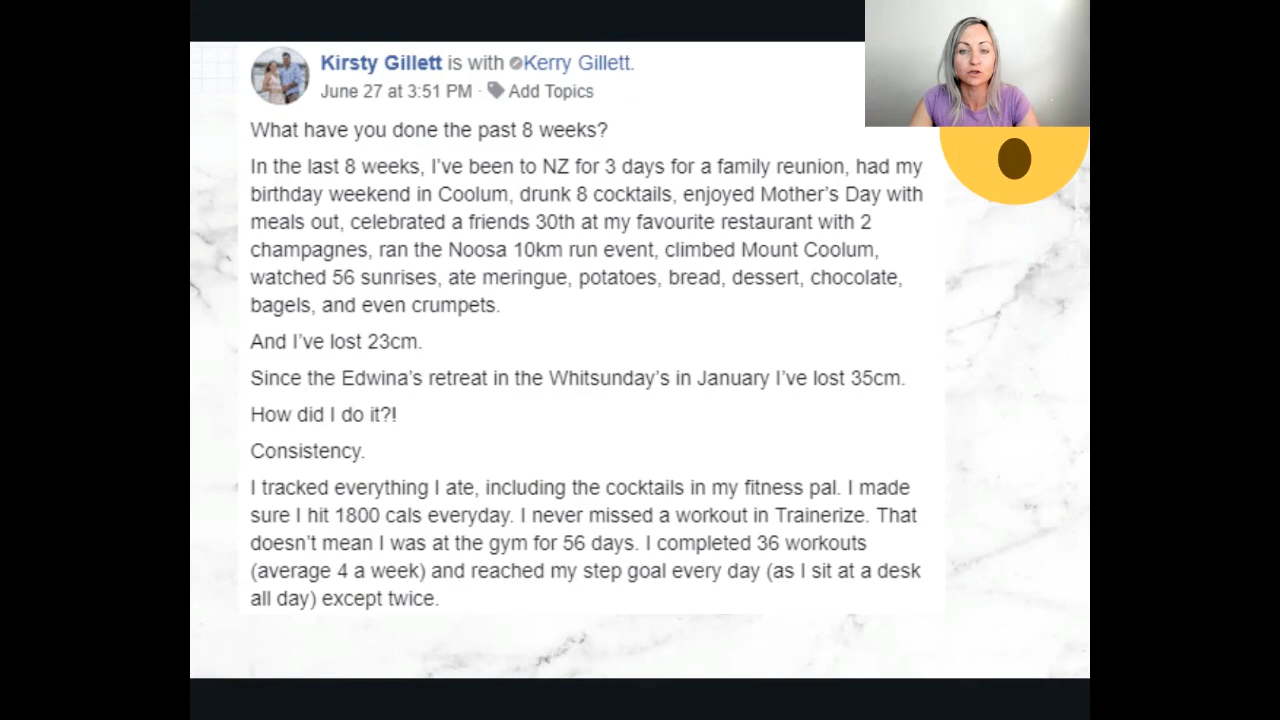 Kirsty Gillett is with Kerry Gillett.
June 27 at 3:51 PM · Add Topics
What have you done the past 8 weeks?
In the last 8 weeks, I've been to NZ for 3 days for a family reunion, had my
birthday weekend in Coolum, drunk 8 cocktails, enjoyed Mother's Day with
meals out, celebrated a friends 30th at my favourite restaurant with 2
champagnes, ran the Noosa 10km run event, climbed Mount Coolum,
watched 56 sunrises, ate meringue, potatoes, bread, dessert, chocolate,
bagels, and even crumpets.
And I've lost 23cm.
Since the Edwina's retreat in the Whitsunday's in January I've lost 35cm.
How did I do it?!
Consistency.
I tracked everything I ate, including the cocktails in my fitness pal. I made
sure I hit 1800 cals everyday. I never missed a workout in Trainerize. That
doesn't mean I was at the gym for 56 days. I completed 36 workouts
(average 4 a week) and reached my step goal every day (as I sit at a desk
all day) except twice.